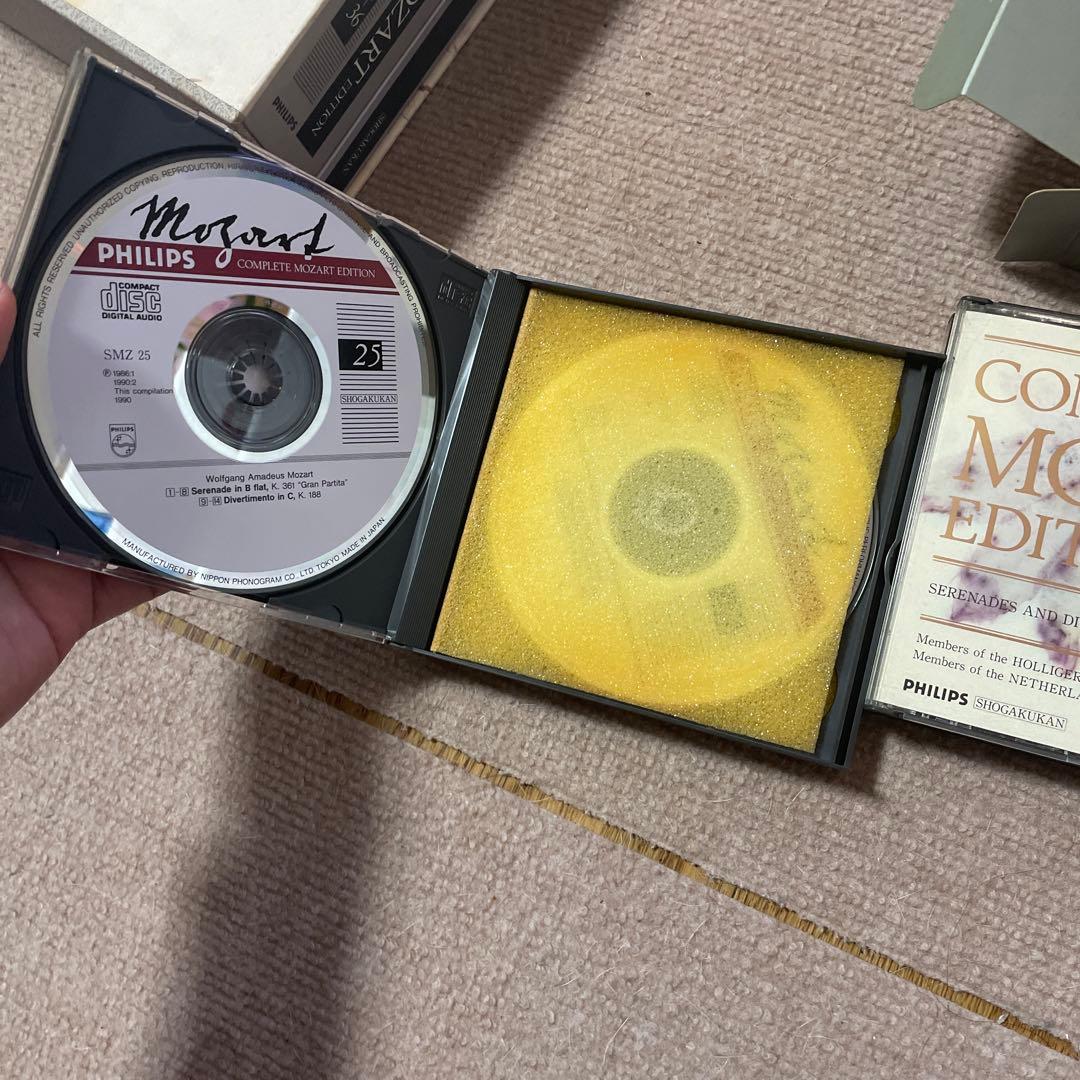 MOZART EDITION
PHILIPS
SHOGAKUKAN
ALL RIGHTS RESERVED. UNAUTHORIZED COPYING, REPRODUCTION,
AND BROADCASTING PROHI
Mozart
PHILIPS COMPLETE MOZART EDITION
COMPACT
disc
DIGITAL AUDIO
SMZ 25
25
Ⓟ 1986:1
1990:2
This compilation
1990
SHOGAKUKAN
PHILIPS
Wolfgang Amadeus Mozart
1-8 Serenade in B flat, K. 361 "Gran Partita"
9-14 Divertimento in C, K. 188
MANUFACTURED BY NIPPON PHONOGRAM CO., LTD. TOKYO MADE IN JAPAN
COM
MO
EDIT
SERENADES AND DI
Members of the HOLLIGER
Members of the NETHERLA
PHILIPS SHOGAKUKAN